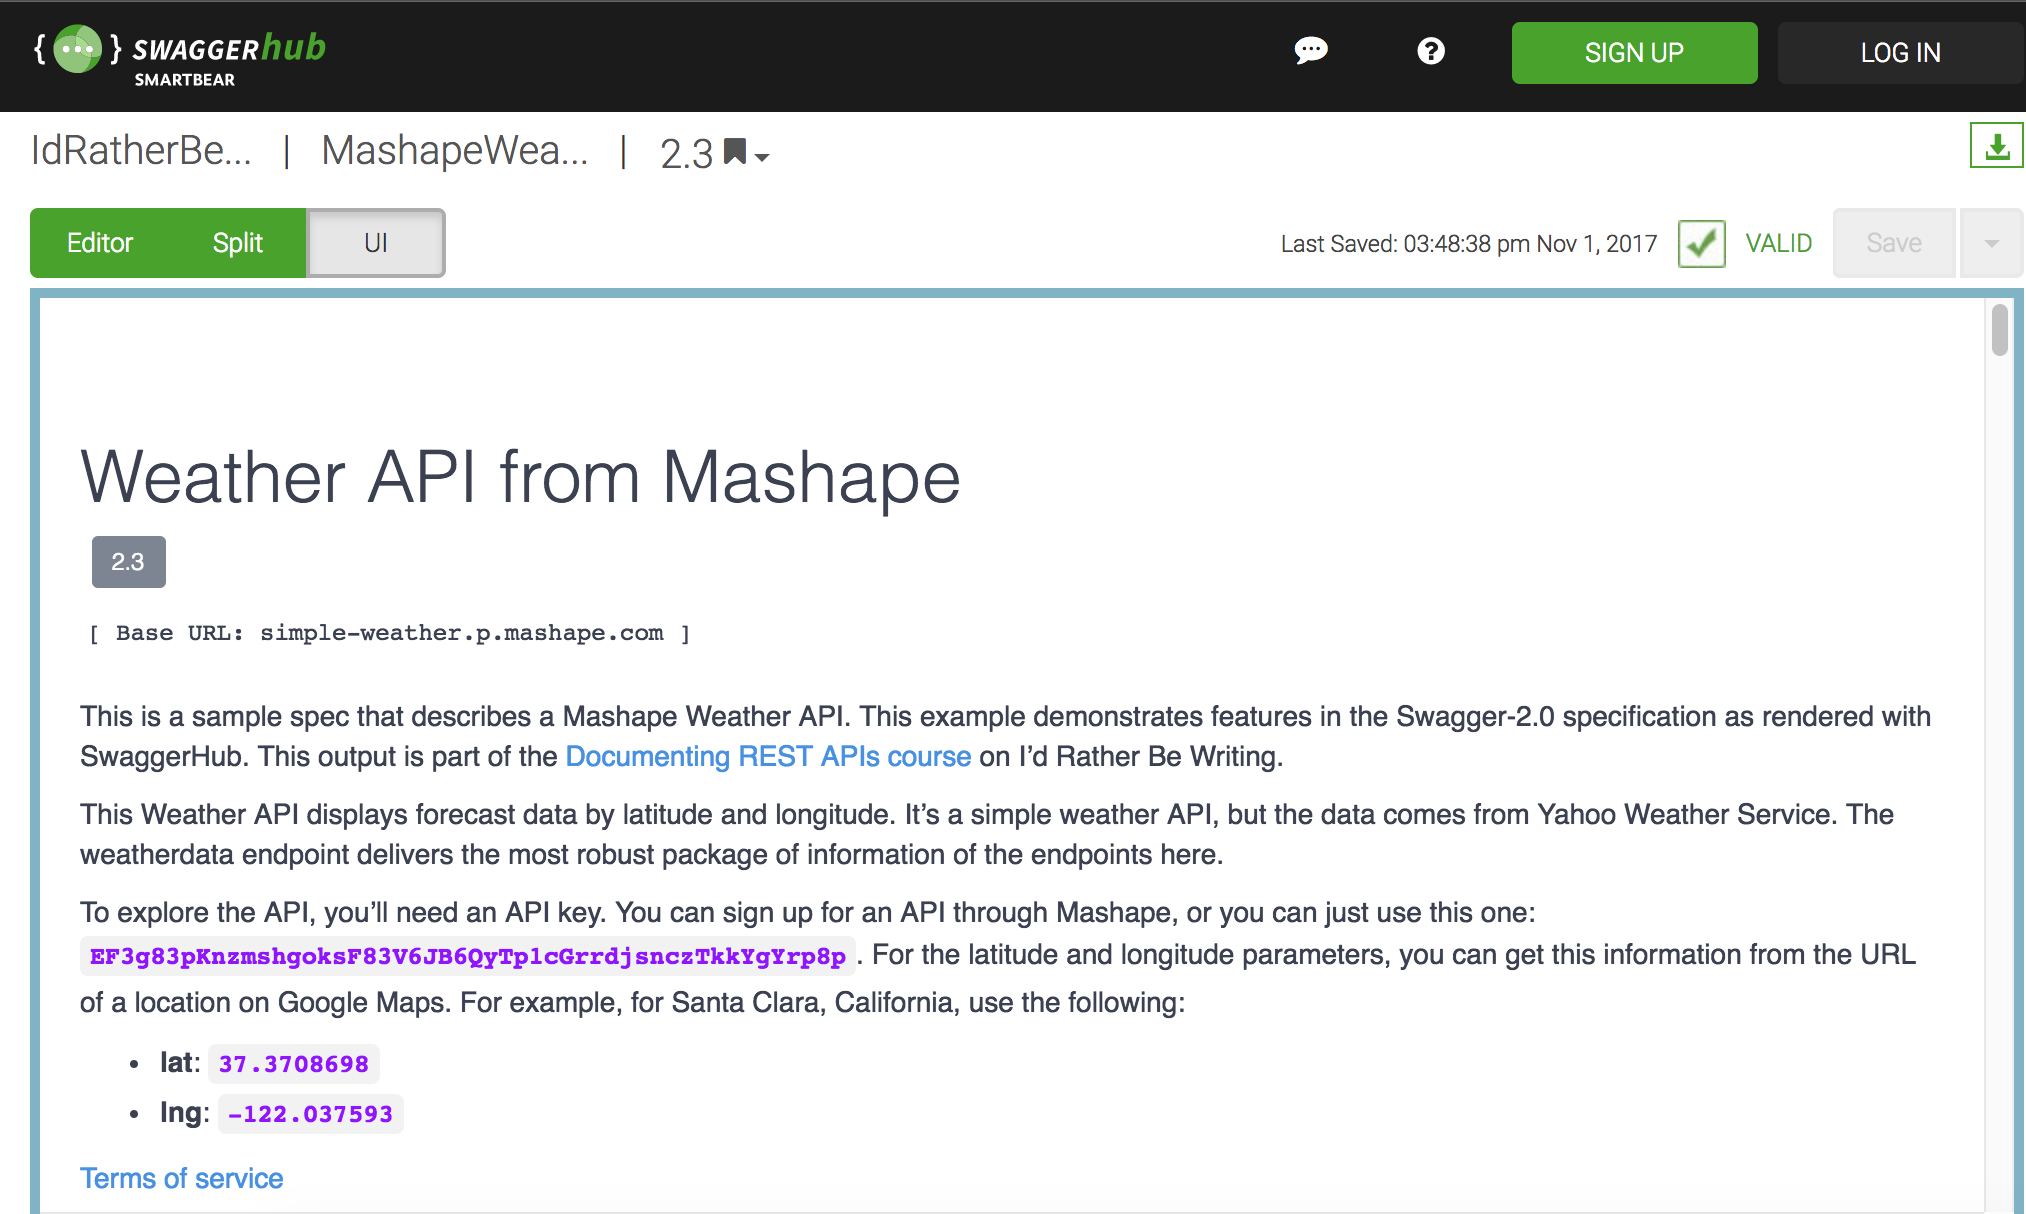 {...} SWAGGERhub
SMARTBEAR
SIGN UP
LOG IN
IdRatherBe... | MashapeWea... | 2.3
Editor Split UI
Last Saved: 03:48:38 pm Nov 1, 2017 VALID Save
Weather API from Mashape
2.3
[ Base URL: simple-weather.p.mashape.com ]
This is a sample spec that describes a Mashape Weather API. This example demonstrates features in the Swagger-2.0 specification as rendered with
SwaggerHub. This output is part of the Documenting REST APIs course on I’d Rather Be Writing.
This Weather API displays forecast data by latitude and longitude. It’s a simple weather API, but the data comes from Yahoo Weather Service. The
weatherdata endpoint delivers the most robust package of information of the endpoints here.
To explore the API, you’ll need an API key. You can sign up for an API through Mashape, or you can just use this one:
EF3g83pKnzmshgoksF83V6JB6QyTp1cGrrdjsnczTkkYgYrp8p . For the latitude and longitude parameters, you can get this information from the URL
of a location on Google Maps. For example, for Santa Clara, California, use the following:
• lat: 37.3708698
• lng: -122.037593
Terms of service